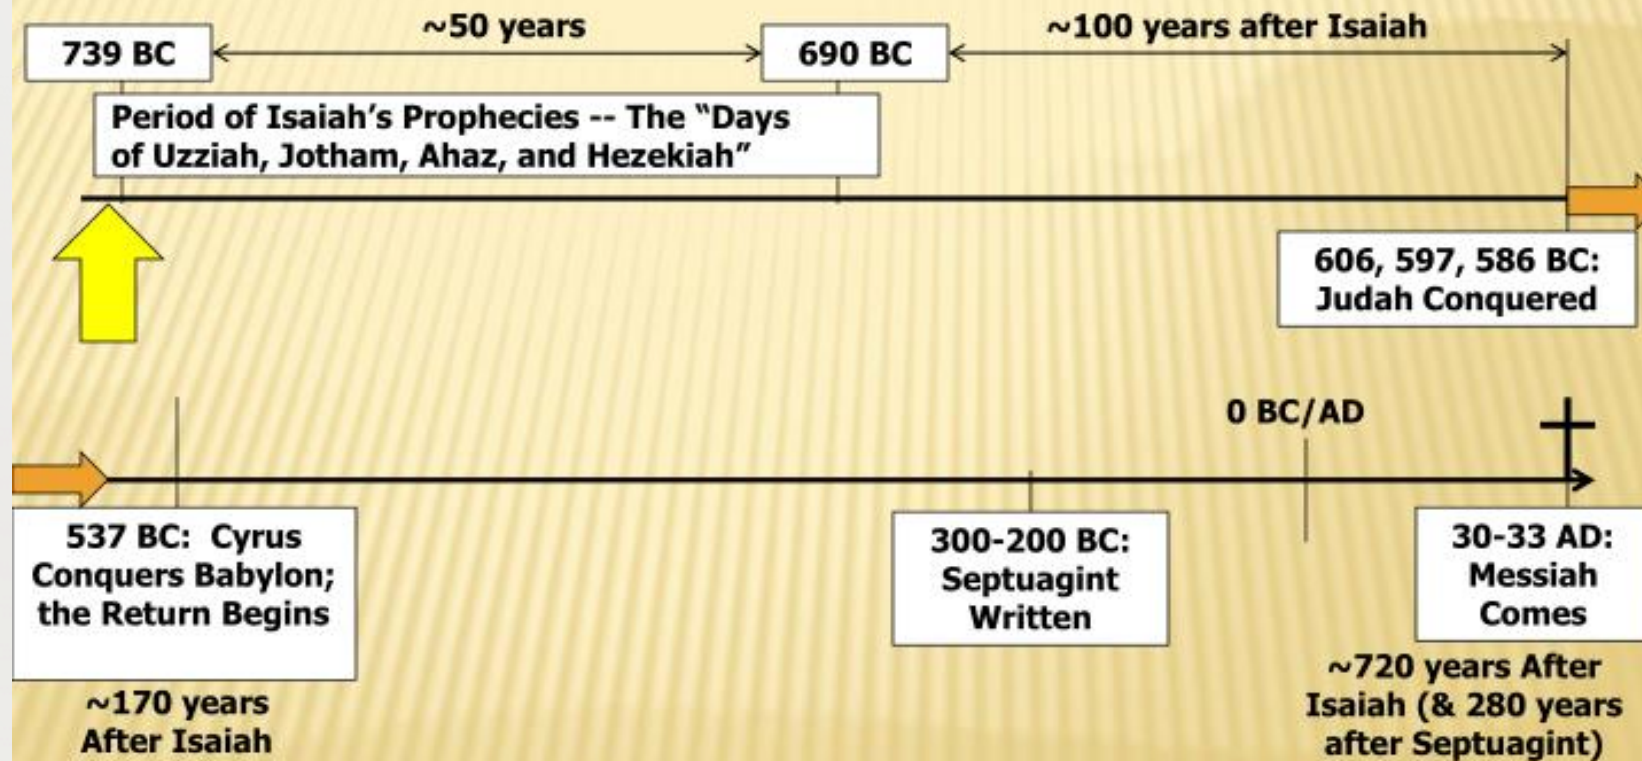 ~50 years
~100 years after Isaiah
739 BC
690 BC
Period of Isaiah's Prophecies -- The “Days
of Uzziah, Jotham, Ahaz, and Hezekiah”
606, 597, 586 BC:
Judah Conquered
0 BC/AD
537 BC: Cyrus
Conquers Babylon;
the Return Begins
~170 years
After Isaiah
300-200 BC:
Septuagint
Written
30-33 AD:
Messiah
Comes
~720 years After
Isaiah (& 280 years
after Septuagint)